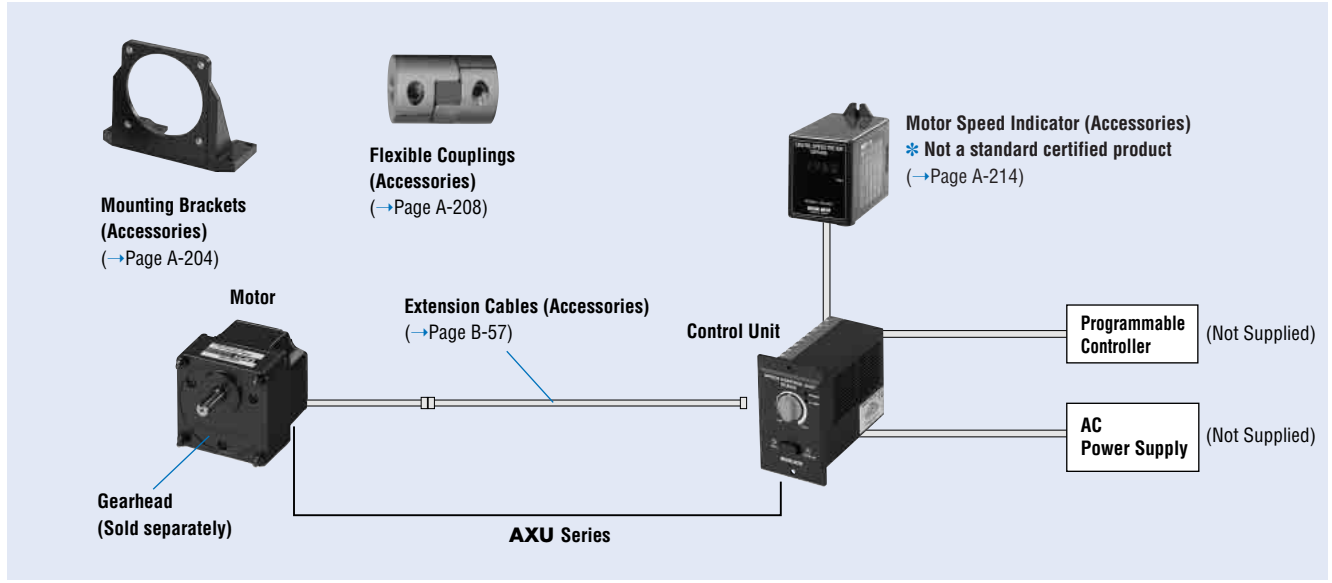 Mounting Brackets
(Accessories)
(→Page A-204)
Flexible Couplings
(Accessories)
(→Page A-208)
Motor Speed Indicator (Accessories)
✻ Not a standard certified product
(→Page A-214)
Motor
Extension Cables (Accessories)
(→Page B-57)
Control Unit
Programmable
Controller
(Not Supplied)
AC
Power Supply
(Not Supplied)
Gearhead
(Sold separately)
AXU Series